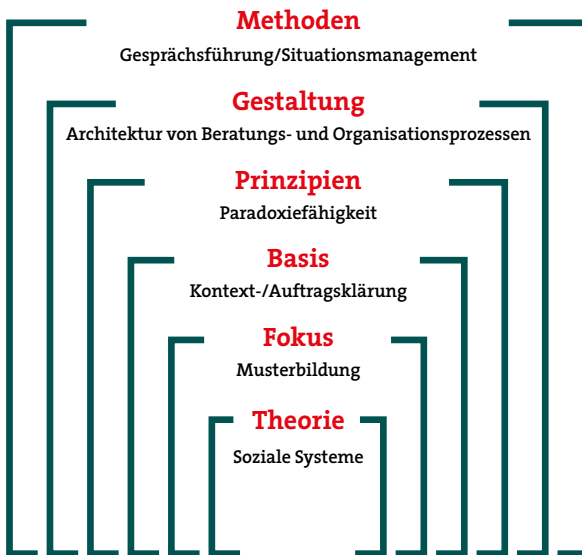 Methoden
Gesprächsführung/Situationsmanagement
Gestaltung
Architektur von Beratungs- und Organisationsprozessen
Prinzipien
Paradoxiefähigkeit
Basis
Kontext-/Auftragsklärung
Fokus
Musterbildung
Theorie
Soziale Systeme